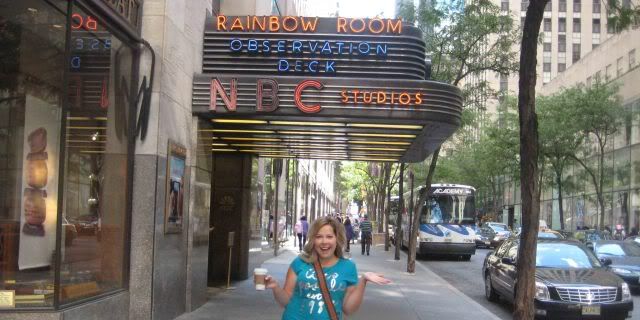 RAINBOW ROOM
OBSERVATION
DECK
NBC STUDIOS
ACADEMY